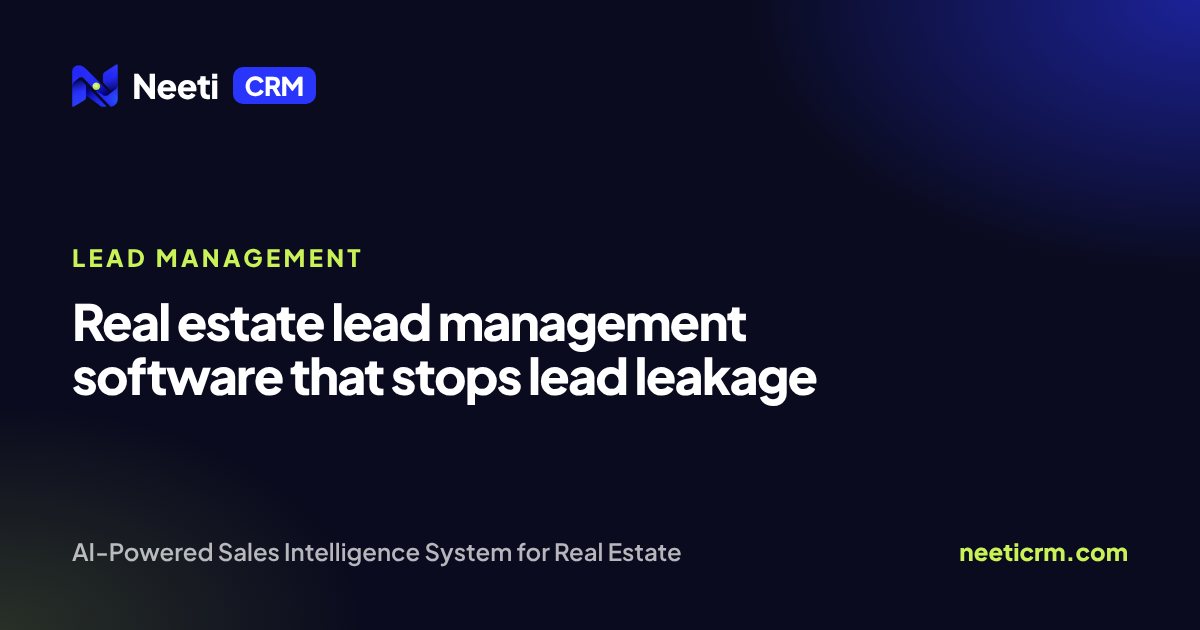 Neeti CRM
LEAD MANAGEMENT
Real estate lead management
software that stops lead leakage
AI-Powered Sales Intelligence System for Real Estate
neeticrm.com